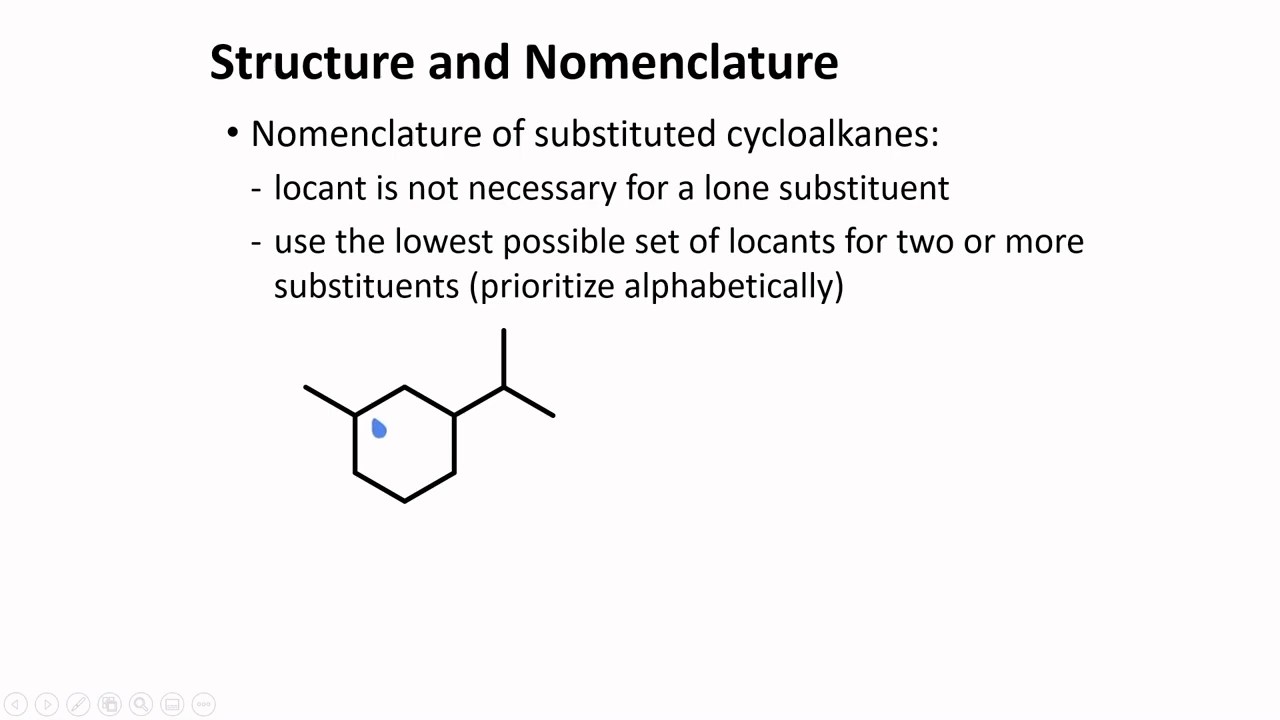 Structure and Nomenclature
• Nomenclature of substituted cycloalkanes:
- locant is not necessary for a lone substituent
- use the lowest possible set of locants for two or more
substituents (prioritize alphabetically)